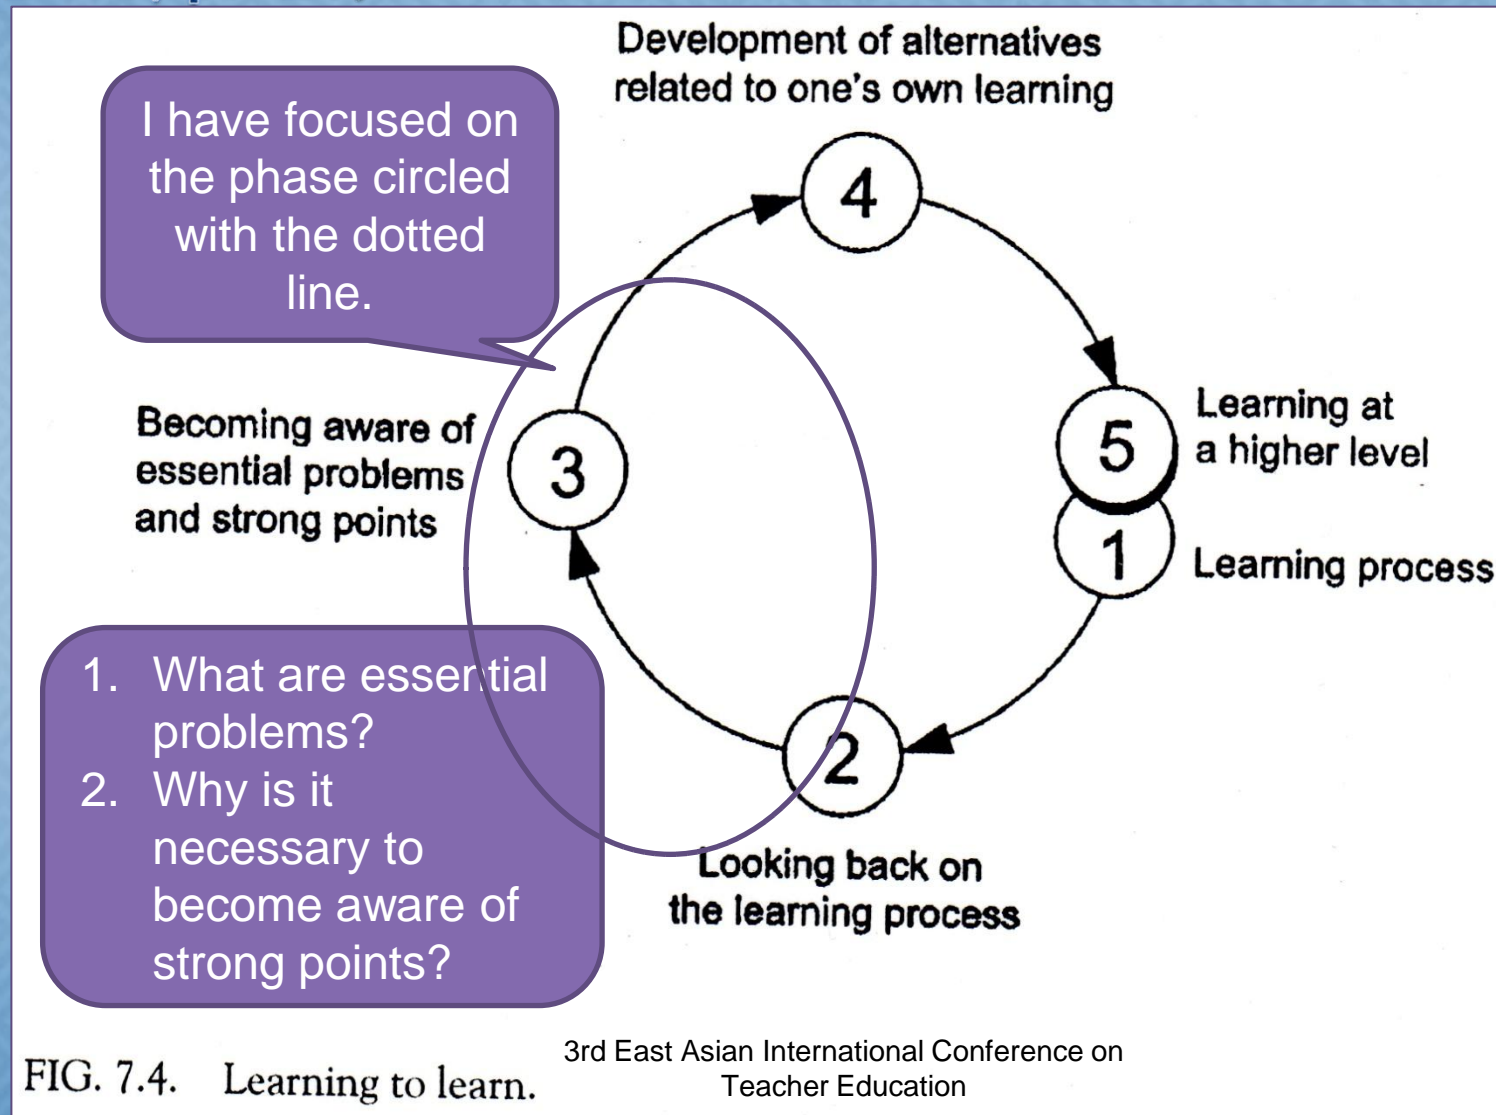 Development of alternatives
related to one's own learning
I have focused on
the phase circled
with the dotted
line.
4
Becoming aware of
essential problems
and strong points
3
5
Learning at
a higher level
1
Learning process
1. What are essential
problems?
2. Why is it
necessary to
become aware of
strong points?
2
Looking back on
the learning process
FIG. 7.4. Learning to learn.
3rd East Asian International Conference on
Teacher Education